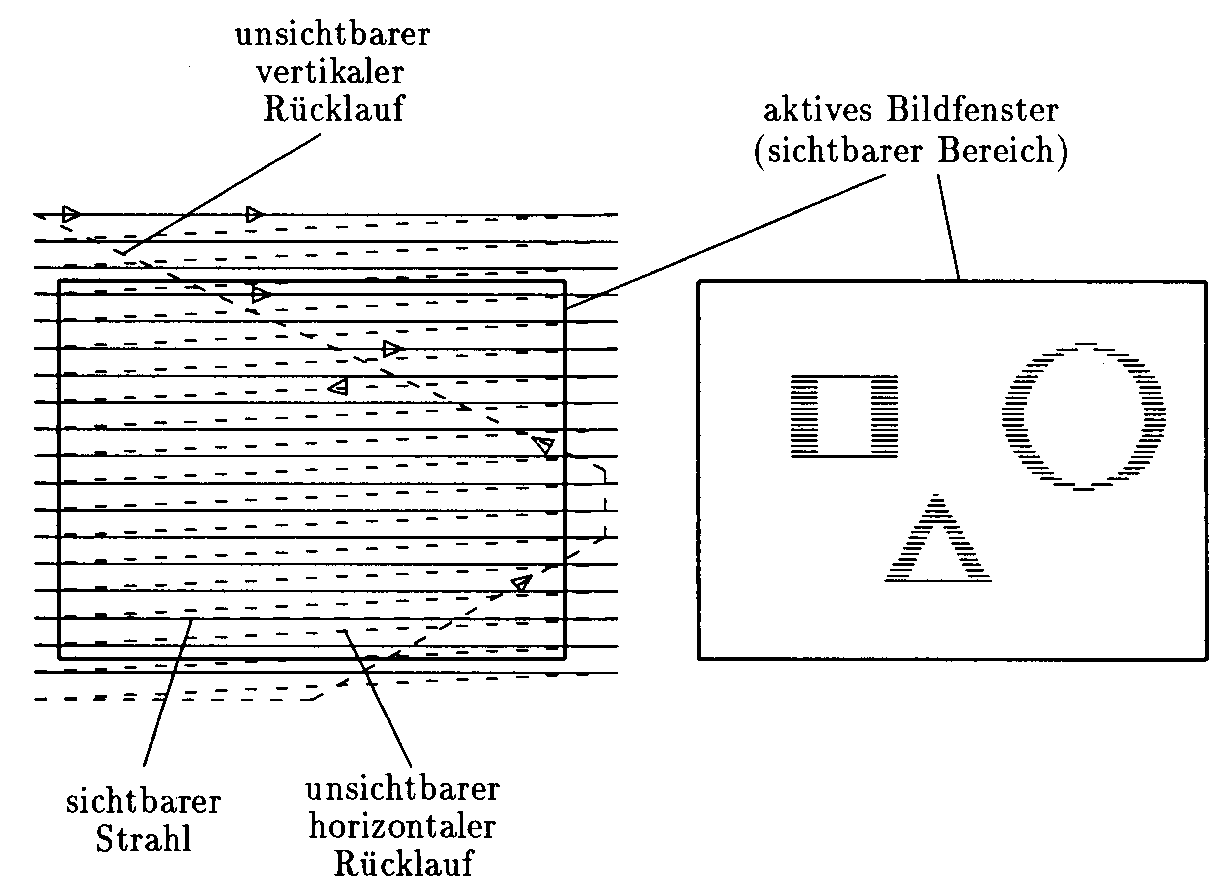 unsichtbarer
vertikaler
Rücklauf
aktives Bildfenster
(sichtbarer Bereich)
sichtbarer
Strahl
unsichtbarer
horizontaler
Rücklauf